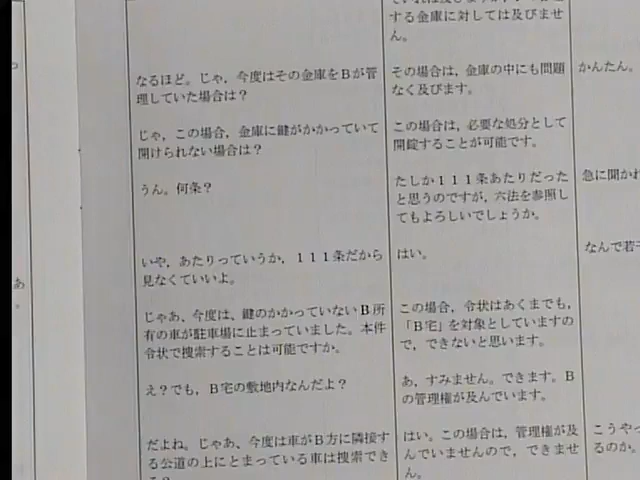 する金庫に対しては及びませ
ん。
なるほど。じゃ，今度はその金庫をＢが管
理していた場合は？
その場合は，金庫の中にも問題
なく及びます。
かんたん。
じゃ，この場合，金庫に鍵がかかっていて
開けられない場合は？
この場合は，必要な処分として
開錠することが可能です。
うん。何条？
たしか１１１条あたりだった
と思うのですが，六法を参照し
てもよろしいでしょうか。
急に聞かれ
いや，あたりっていうか，１１１条だから
見なくていいよ。
はい。
なんで若干
じゃあ，今度は，鍵のかかっていないＢ所
有の車が駐車場に止まっていました。本件
令状で捜索することは可能ですか。
この場合，令状はあくまでも，
「Ｂ宅」を対象としていますの
で，できないと思います。
え？でも，Ｂ宅の敷地内なんだよ？
あ，すみません。できます。Ｂ
の管理権が及んでいます。
だよね。じゃあ、今度は車がＢ方に隣接す
る公道の上にとまっている車は捜索でき
はい。この場合は，管理権が及
んでいませんので，できませ
ん。
こうやっ
るのか。
あ
。